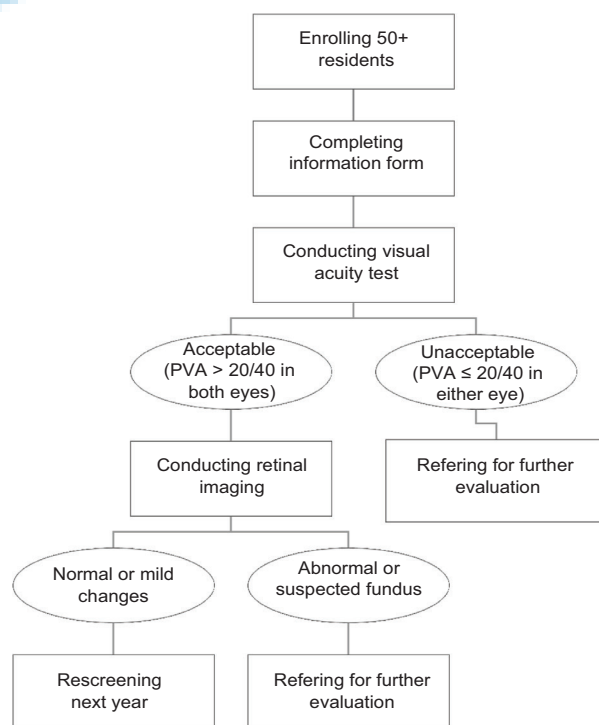 Enrolling 50+
residents
Completing
information form
Conducting visual
acuity test
Acceptable
(PVA > 20/40 in
both eyes)
Unacceptable
(PVA ≤ 20/40 in
either eye)
Conducting retinal
imaging
Refering for further
evaluation
Normal or mild
changes
Abnormal or
suspected fundus
Rescreening
next year
Refering for further
evaluation